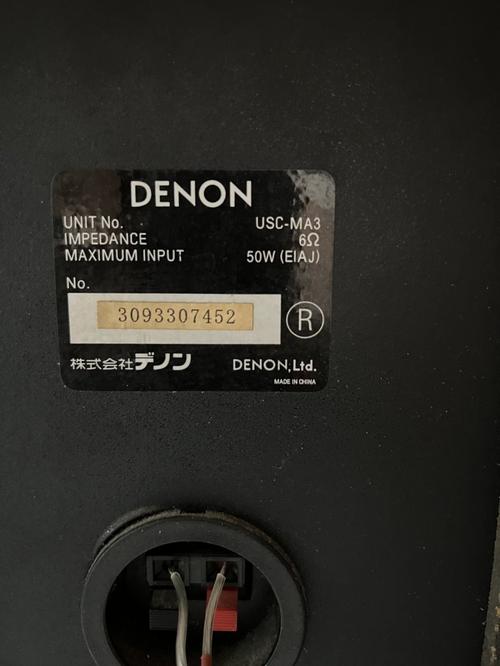 DENON
UNIT No. USC-MA3
IMPEDANCE 6Ω
MAXIMUM INPUT 50W (EIAJ)
No.
3093307452
R
株式会社デノン DENON, Ltd.
MADE IN CHINA